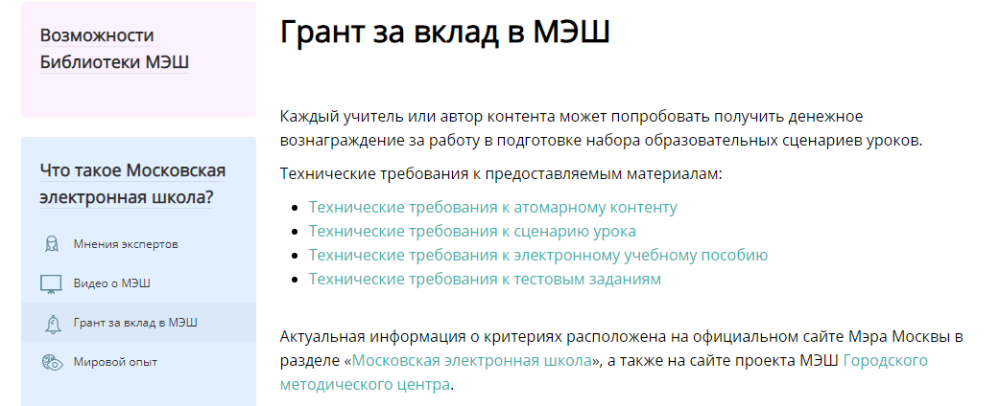 Возможности
Библиотеки МЭШ
Что такое Московская
электронная школа?
Мнения экспертов
Видео о МЭШ
Грант за вклад в МЭШ
Мировой опыт
Грант за вклад в МЭШ
Каждый учитель или автор контента может попробовать получить денежное
вознаграждение за работу в подготовке набора образовательных сценариев уроков.
Технические требования к предоставляемым материалам:
Технические требования к атомарному контенту
Технические требования к сценарию урока
Технические требования к электронному учебному пособию
Технические требования к тестовым заданиям
Актуальная информация о критериях расположена на официальном сайте Мэра Москвы в
разделе «Московская электронная школа», а также на сайте проекта МЭШ Городского
методического центра.